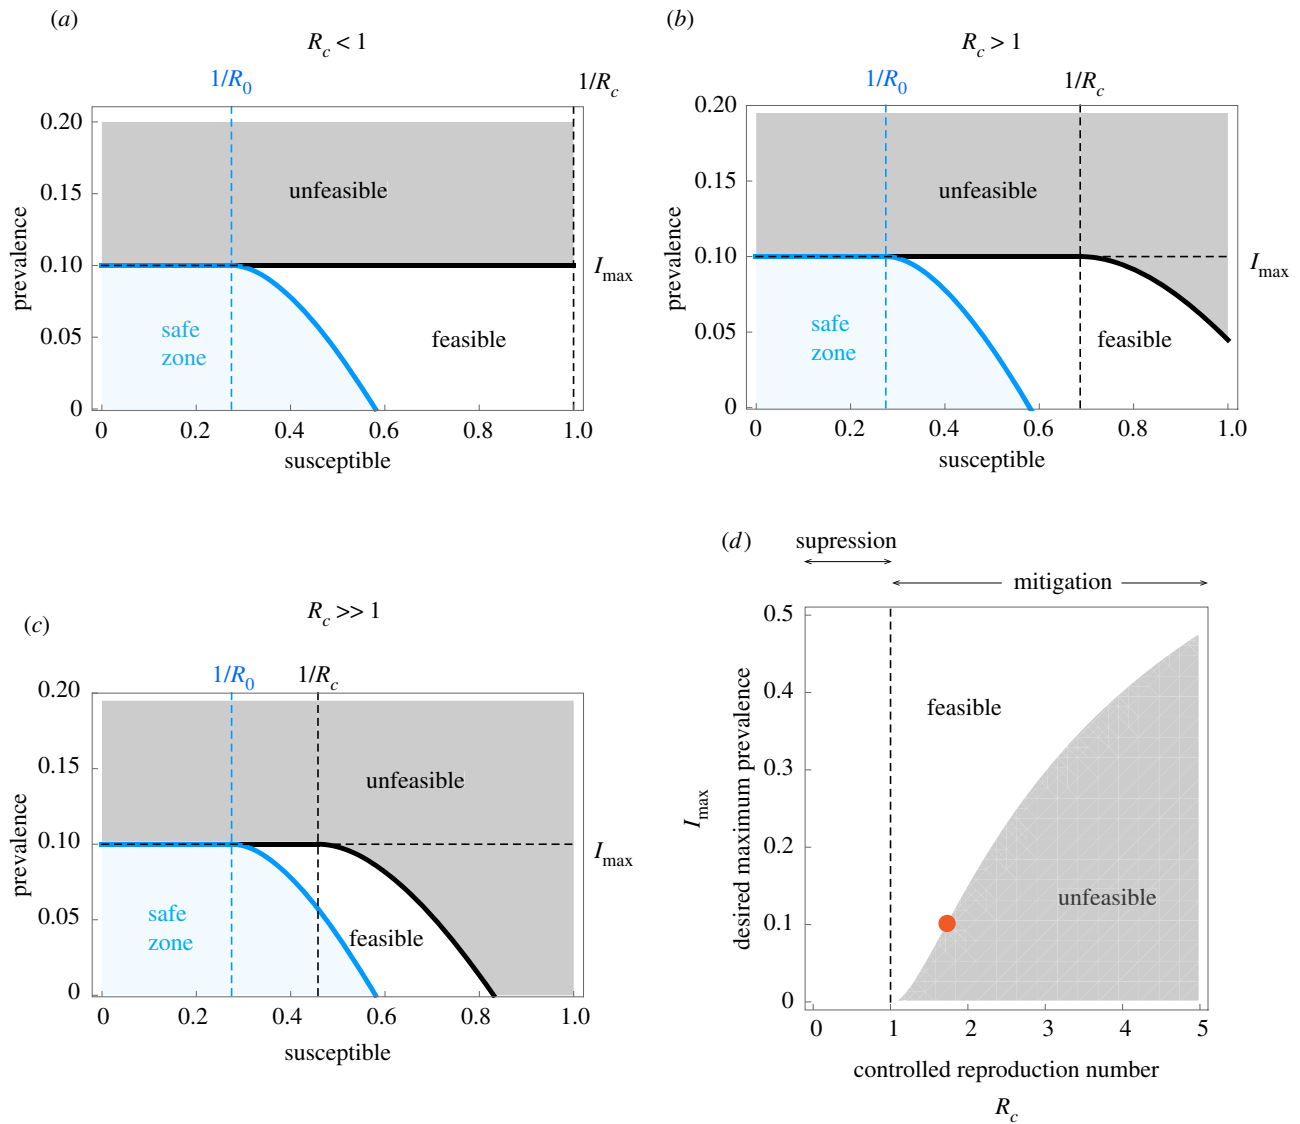 (a)
R_c < 1
1/R_0
1/R_c
0.20
0.15
0.10
0.05
0
prevalence
unfeasible
I_max
safe
zone
feasible
0
0.2
0.4
0.6
0.8
1.0
susceptible
(b)
R_c > 1
1/R_0
1/R_c
0.20
0.15
0.10
0.05
0
prevalence
unfeasible
I_max
safe
zone
feasible
0
0.2
0.4
0.6
0.8
1.0
susceptible
(c)
R_c >> 1
1/R_0
1/R_c
0.20
0.15
0.10
0.05
0
prevalence
unfeasible
I_max
safe
zone
feasible
0
0.2
0.4
0.6
0.8
1.0
susceptible
(d)
supression
mitigation
0.5
0.4
0.3
0.2
0.1
0
I_max
desired maximum prevalence
feasible
unfeasible
0
1
2
3
4
5
controlled reproduction number
R_c